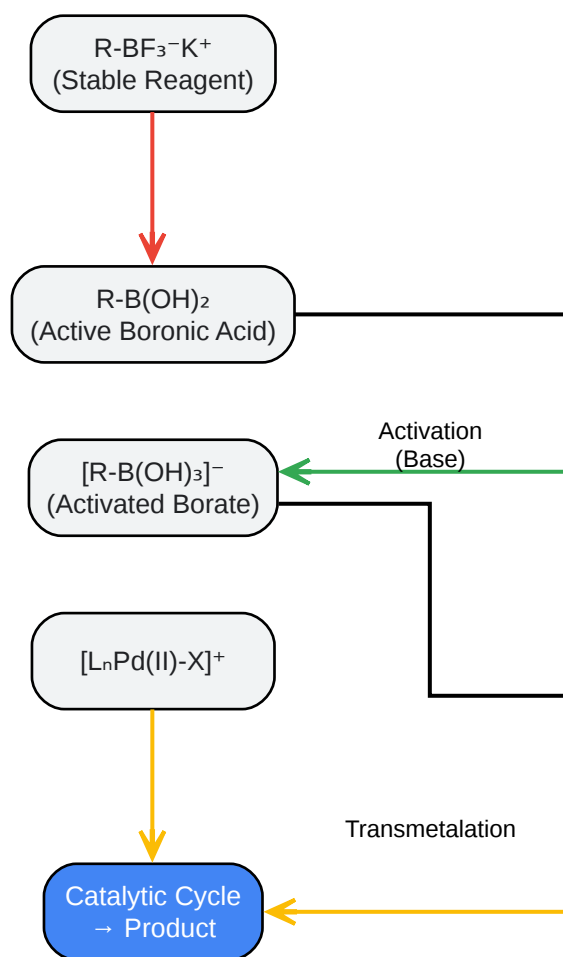 R-BF₃⁻K⁺
(Stable Reagent)
R-B(OH)₂
(Active Boronic Acid)
Activation
(Base)
[R-B(OH)₃]⁻
(Activated Borate)
[LₙPd(II)-X]⁺
Transmetalation
Catalytic Cycle
→ Product